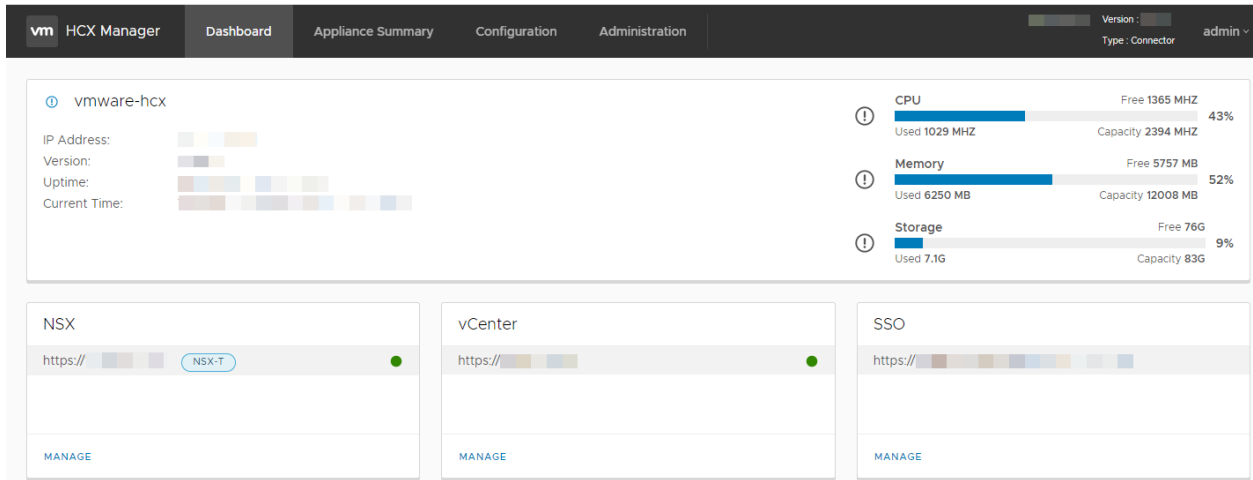 vm HCX Manager Dashboard Appliance Summary Configuration Administration
Version :
Type : Connector
admin
vmware-hcx
IP Address:
Version:
Uptime:
Current Time:
CPU Free 1365 MHZ
43%
Used 1029 MHZ Capacity 2394 MHZ
Memory Free 5757 MB
52%
Used 6250 MB Capacity 12008 MB
Storage Free 76G
9%
Used 7.1G Capacity 83G
NSX
https:// NSX-T
MANAGE
vCenter
https://
MANAGE
SSO
https://
MANAGE